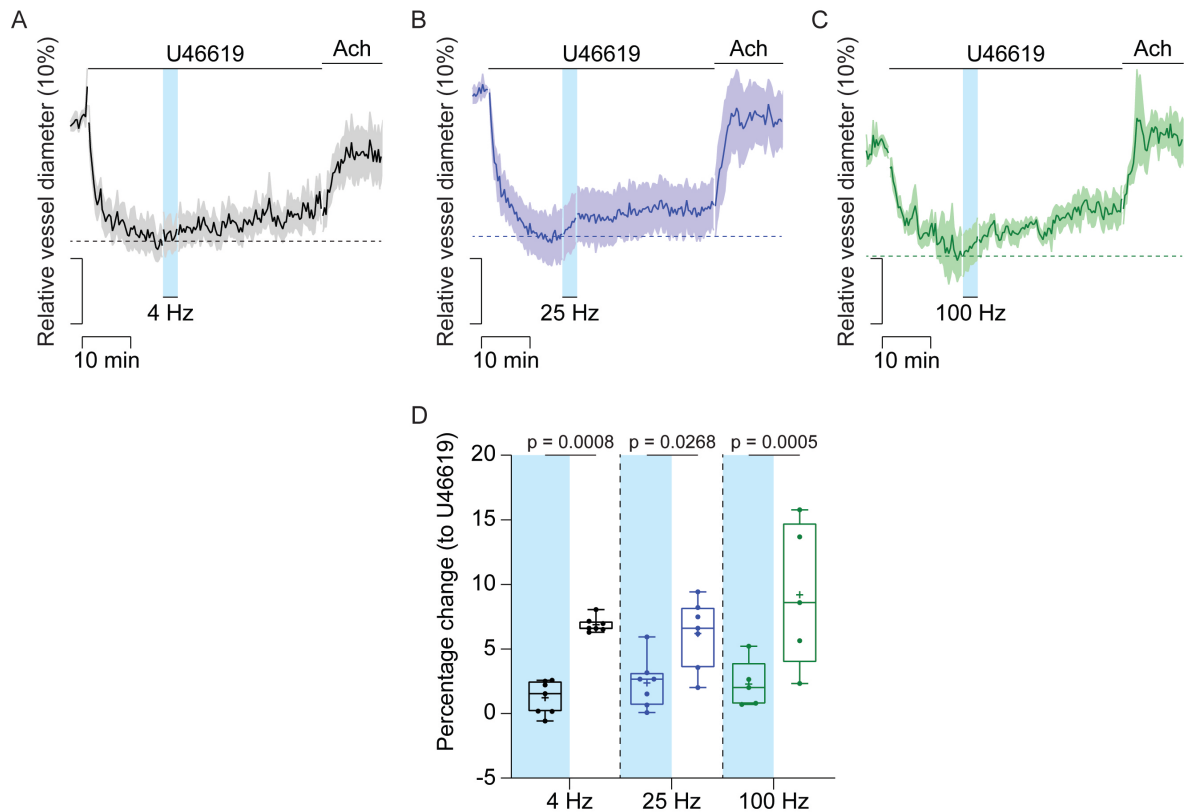 A
U46619
Ach
Relative vessel diameter (10%)
4 Hz
10 min
B
U46619
Ach
Relative vessel diameter (10%)
25 Hz
10 min
C
U46619
Ach
Relative vessel diameter (10%)
100 Hz
10 min
D
p = 0.0008
p = 0.0268
p = 0.0005
Percentage change (to U46619)
20
15
10
5
0
-5
4 Hz
25 Hz
100 Hz